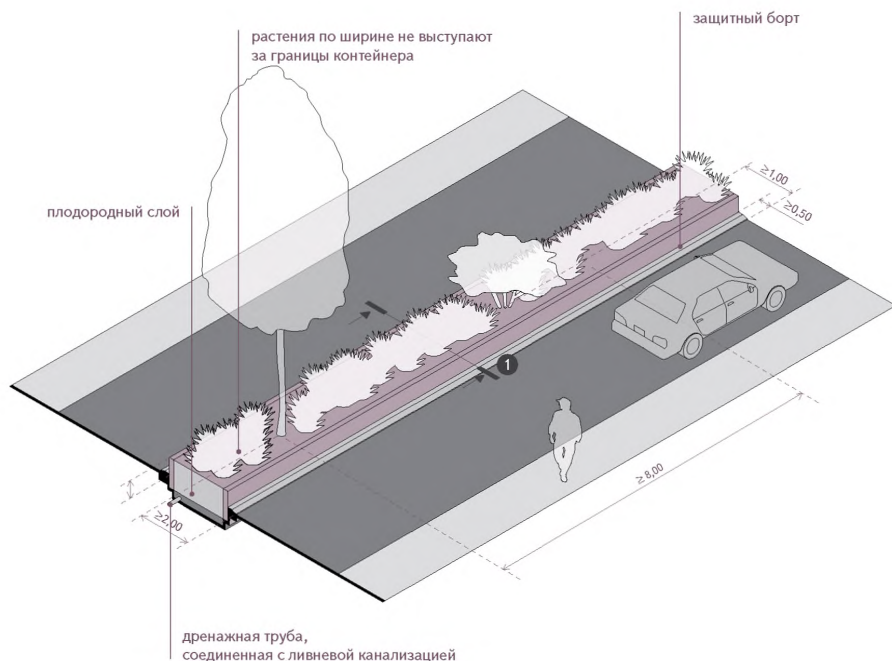 защитный борт
растения по ширине не выступают
за границы контейнера
≥1,00
≥0,50
плодородный слой
1
≥ 8,00
≥2,00
дренажная труба,
соединенная с ливневой канализацией